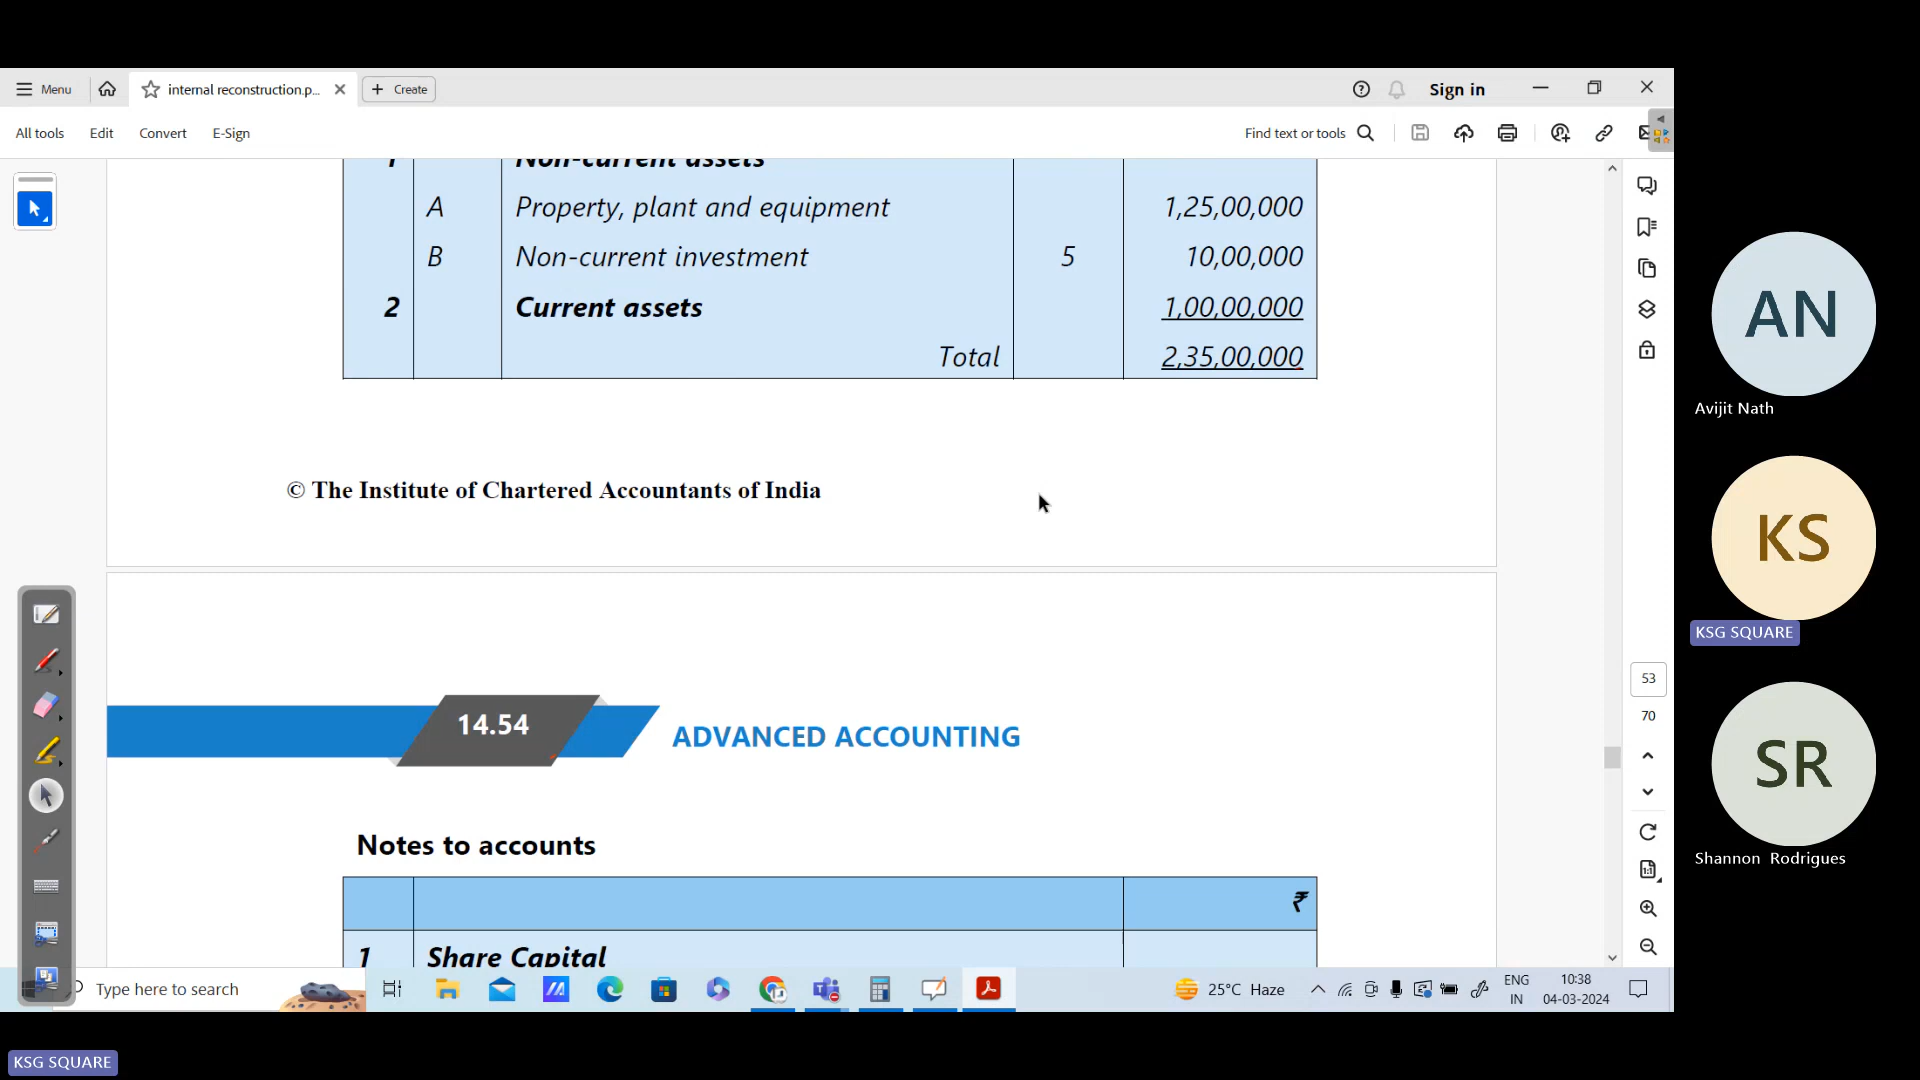 Menu
internal reconstruction.p...
Create
Sign in
All tools
Edit
Convert
E-Sign
Find text or tools
1 Non-current assets
A Property, plant and equipment 1,25,00,000
B Non-current investment 5 10,00,000
2 Current assets 1,00,00,000
Total 2,35,00,000
© The Institute of Chartered Accountants of India
14.54 ADVANCED ACCOUNTING
Notes to accounts
₹
1 Share Capital
53
70
Type here to search
25°C Haze
ENG
IN
10:38
04-03-2024
AN
Avijit Nath
KS
KSG SQUARE
SR
Shannon Rodrigues
KSG SQUARE